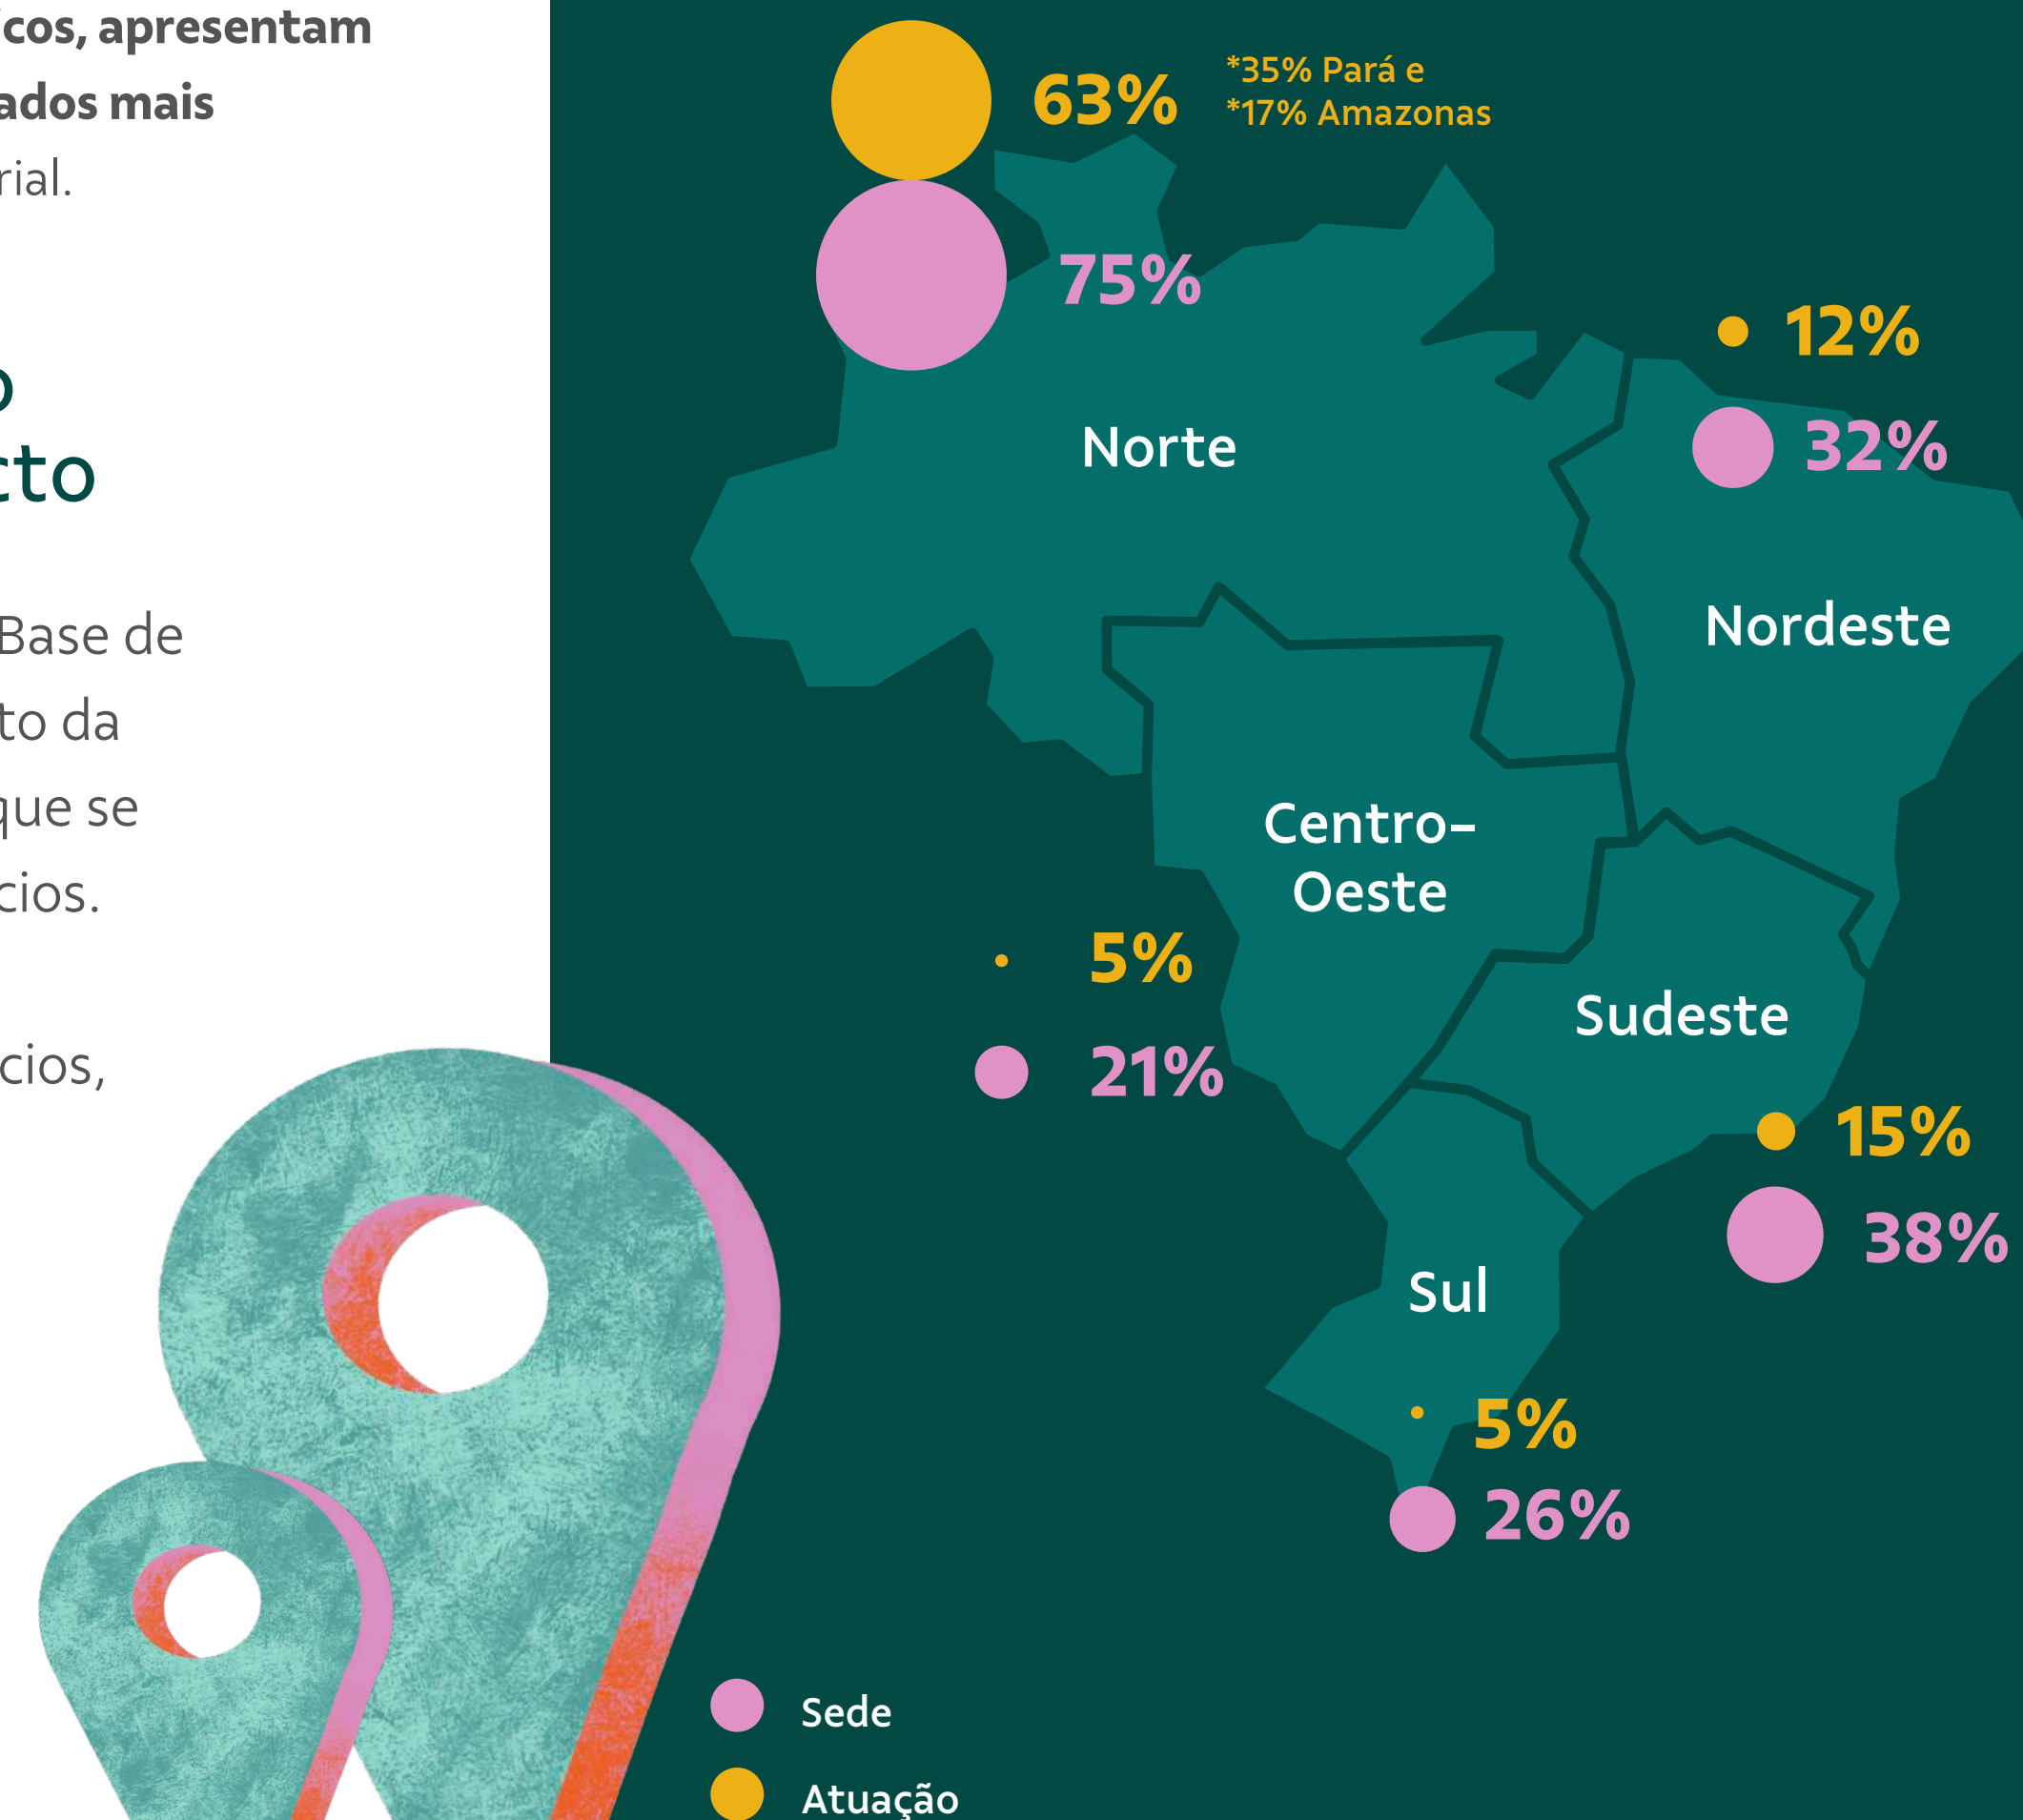 icos, apresentam
ados mais
rial.
o
cto
Base de
to da
que se
cios.
cios,
63%
*35% Pará e
*17% Amazonas
75%
12%
32%
Norte
Nordeste
Centro-
Oeste
5%
21%
Sudeste
15%
38%
Sul
5%
26%
Sede
Atuação